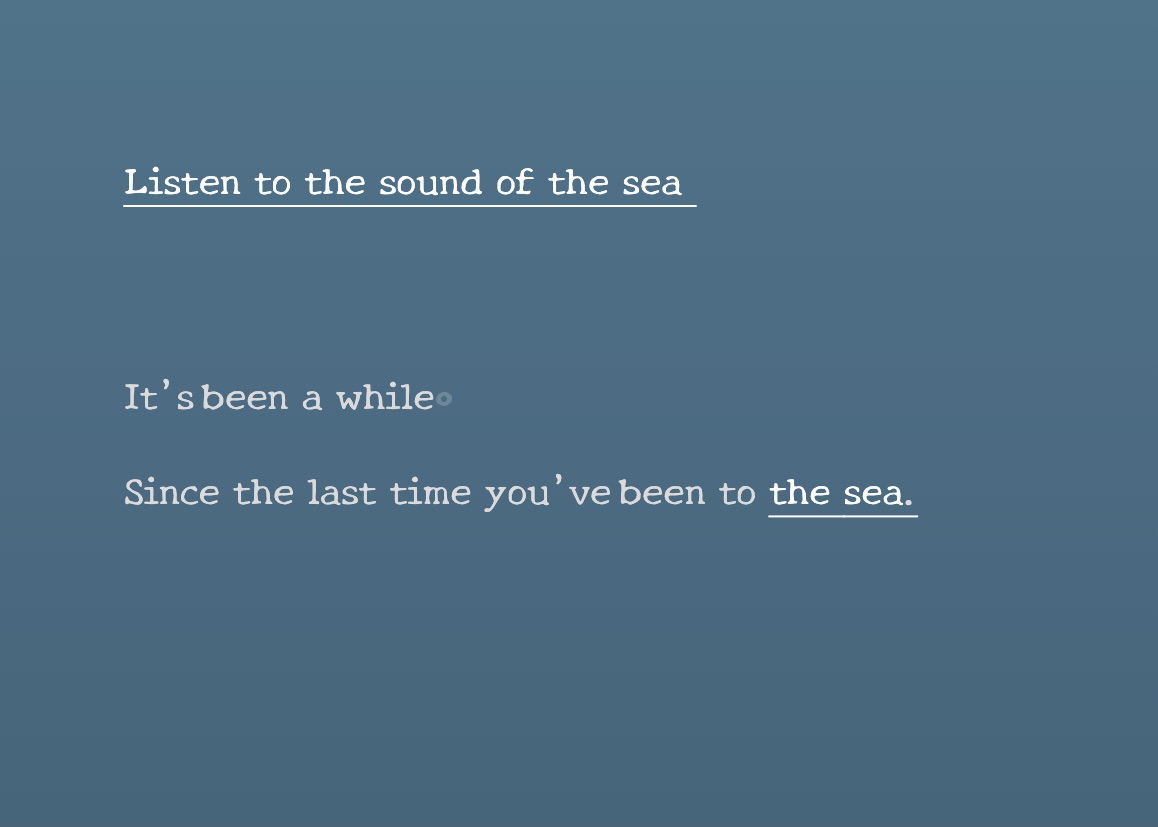 Listen to the sound of the sea
It's been a while
Since the last time you've been to the sea.